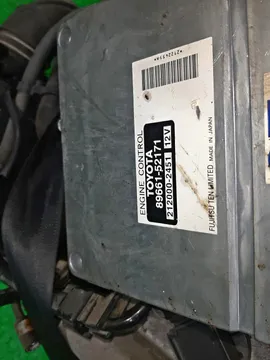 ENGINE CONTROL
TOYOTA
89661-52171
212000-2451 12V
FUJITSU TEN LIMITED MADE IN JAPAN